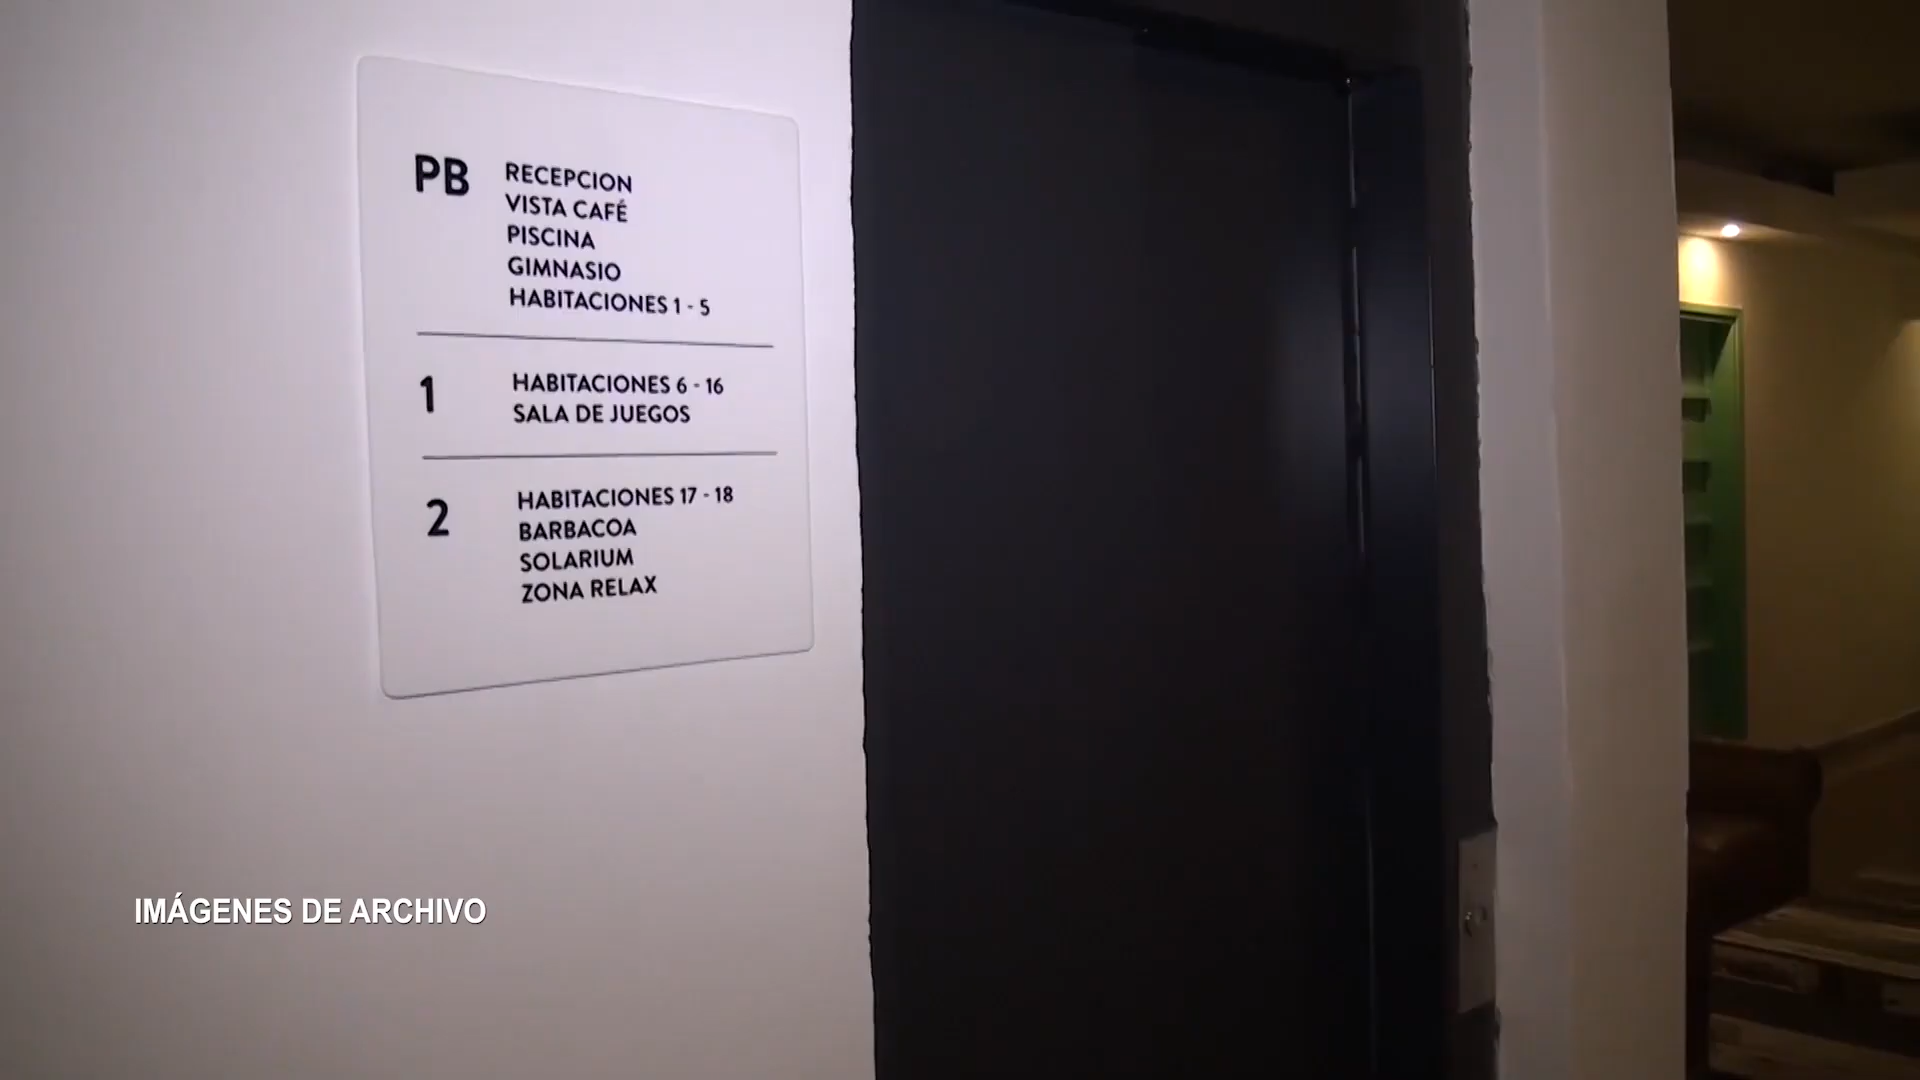 PB
RECEPCION
VISTA CAFÉ
PISCINA
GIMNASIO
HABITACIONES 1 - 5
1
HABITACIONES 6 - 16
SALA DE JUEGOS
2
HABITACIONES 17 - 18
BARBACOA
SOLARIUM
ZONA RELAX
IMÁGENES DE ARCHIVO